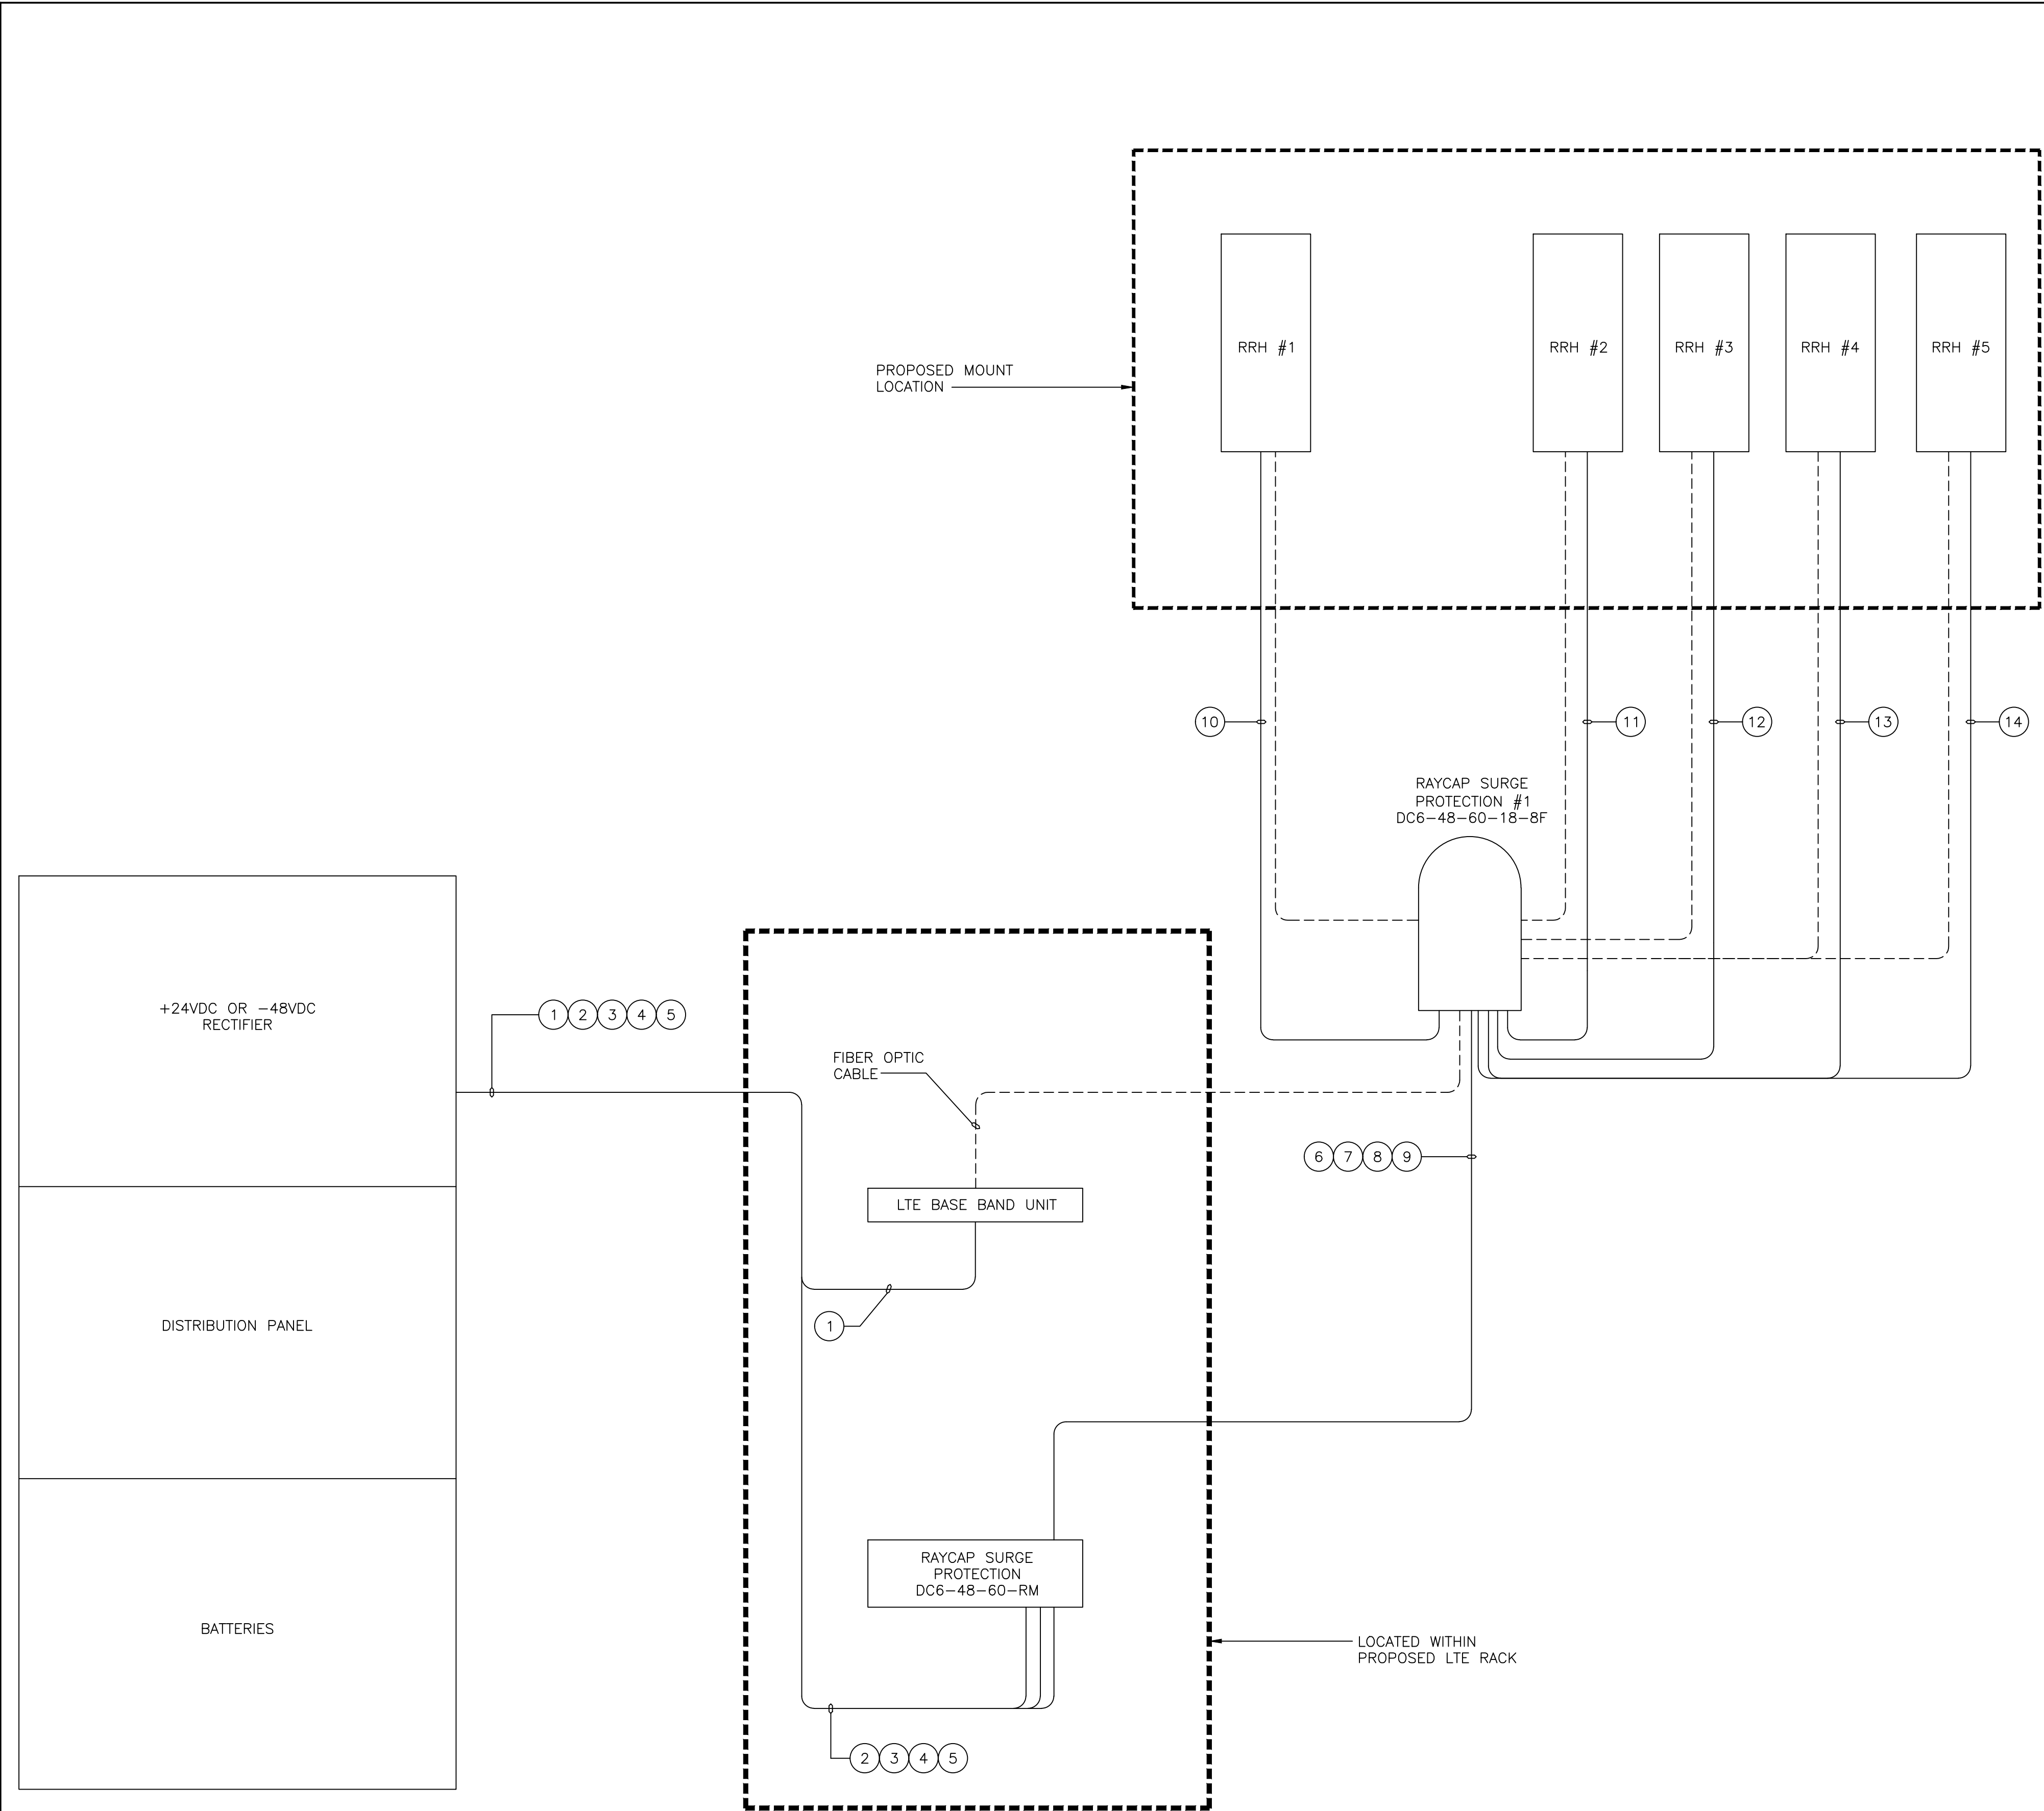 PROPOSED MOUNT
LOCATION
RRH #1
RRH #2
RRH #3
RRH #4
RRH #5
10
11
12
13
14
RAYCAP SURGE
PROTECTION #1
DC6-48-60-18-8F
+24VDC OR -48VDC
RECTIFIER
1 2 3 4 5
FIBER OPTIC
CABLE
6 7 8 9
LTE BASE BAND UNIT
1
DISTRIBUTION PANEL
RAYCAP SURGE
PROTECTION
DC6-48-60-RM
BATTERIES
LOCATED WITHIN
PROPOSED LTE RACK
2 3 4 5